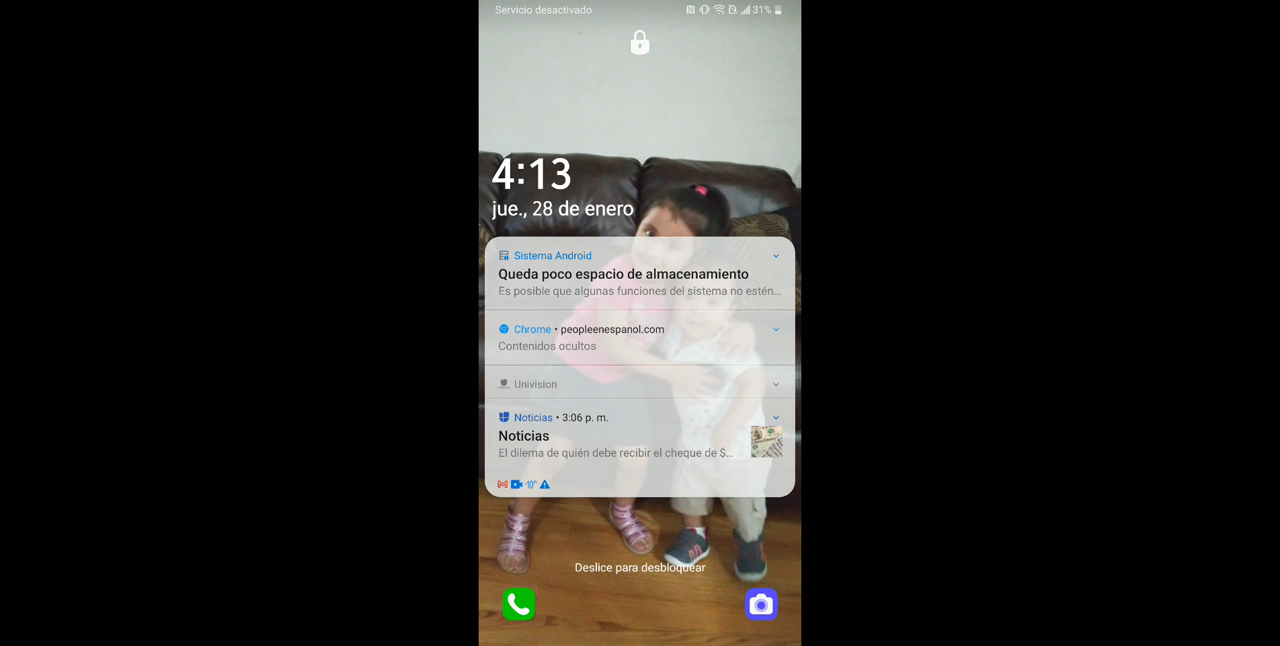 Servicio desactivado
31%
4:13
jue., 28 de enero
Sistema Android
Queda poco espacio de almacenamiento
Es posible que algunas funciones del sistema no estén...
Chrome • peopleenespanol.com
Contenidos ocultos
Univision
Noticias • 3:06 p. m.
Noticias
El dilema de quién debe recibir el cheque de $...
-10°
Deslice para desbloquear